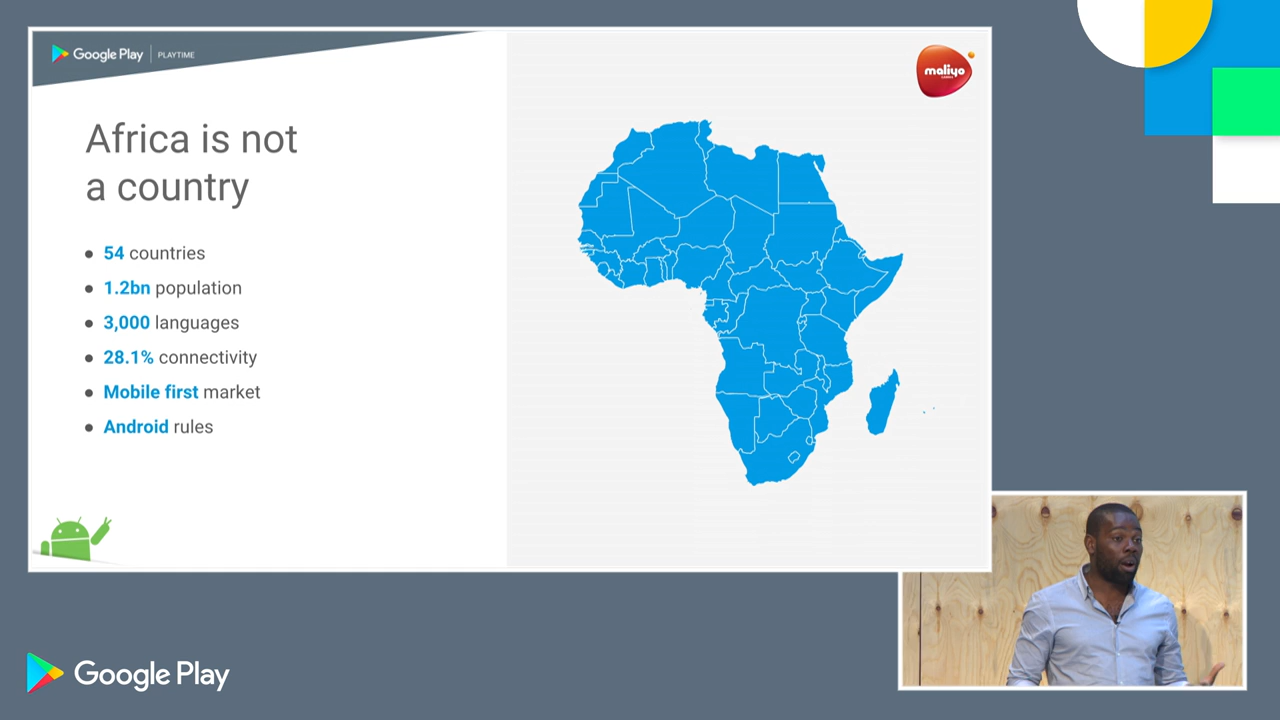 Google Play | PLAYTIME
maliyo
Africa is not
a country
54 countries
1.2bn population
3,000 languages
28.1% connectivity
Mobile first market
Android rules
Google Play